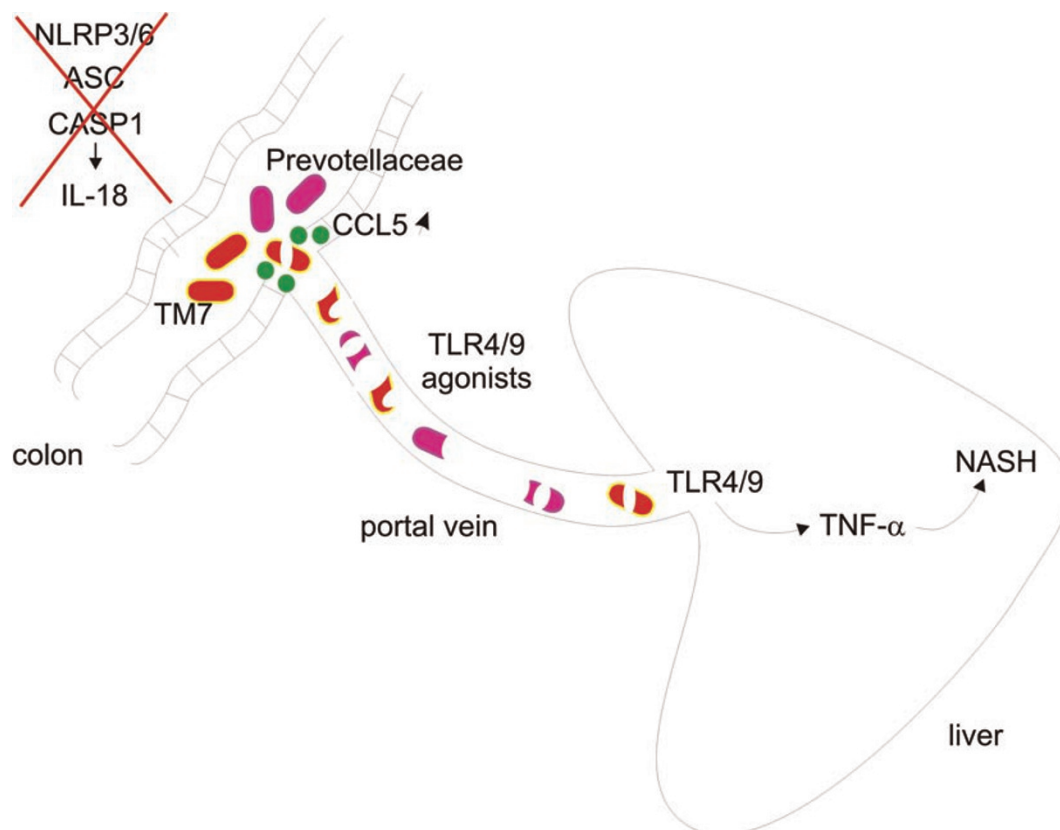 NLRP3/6
ASC
CASP1
IL-18
Prevotellaceae
CCL5
TM7
TLR4/9
agonists
colon
portal vein
TLR4/9
TNF-α
NASH
liver